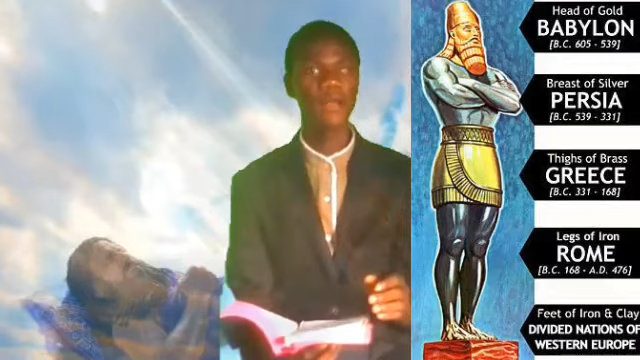 Head of Gold
BABYLON
[B.C. 605 - 539]
Breast of Silver
PERSIA
[B.C. 539 - 331]
Thighs of Brass
GREECE
[B.C. 331 - 168]
Legs of Iron
ROME
[B.C. 168 - A.D. 476]
Feet of Iron & Clay
DIVIDED NATIONS OF
WESTERN EUROPE